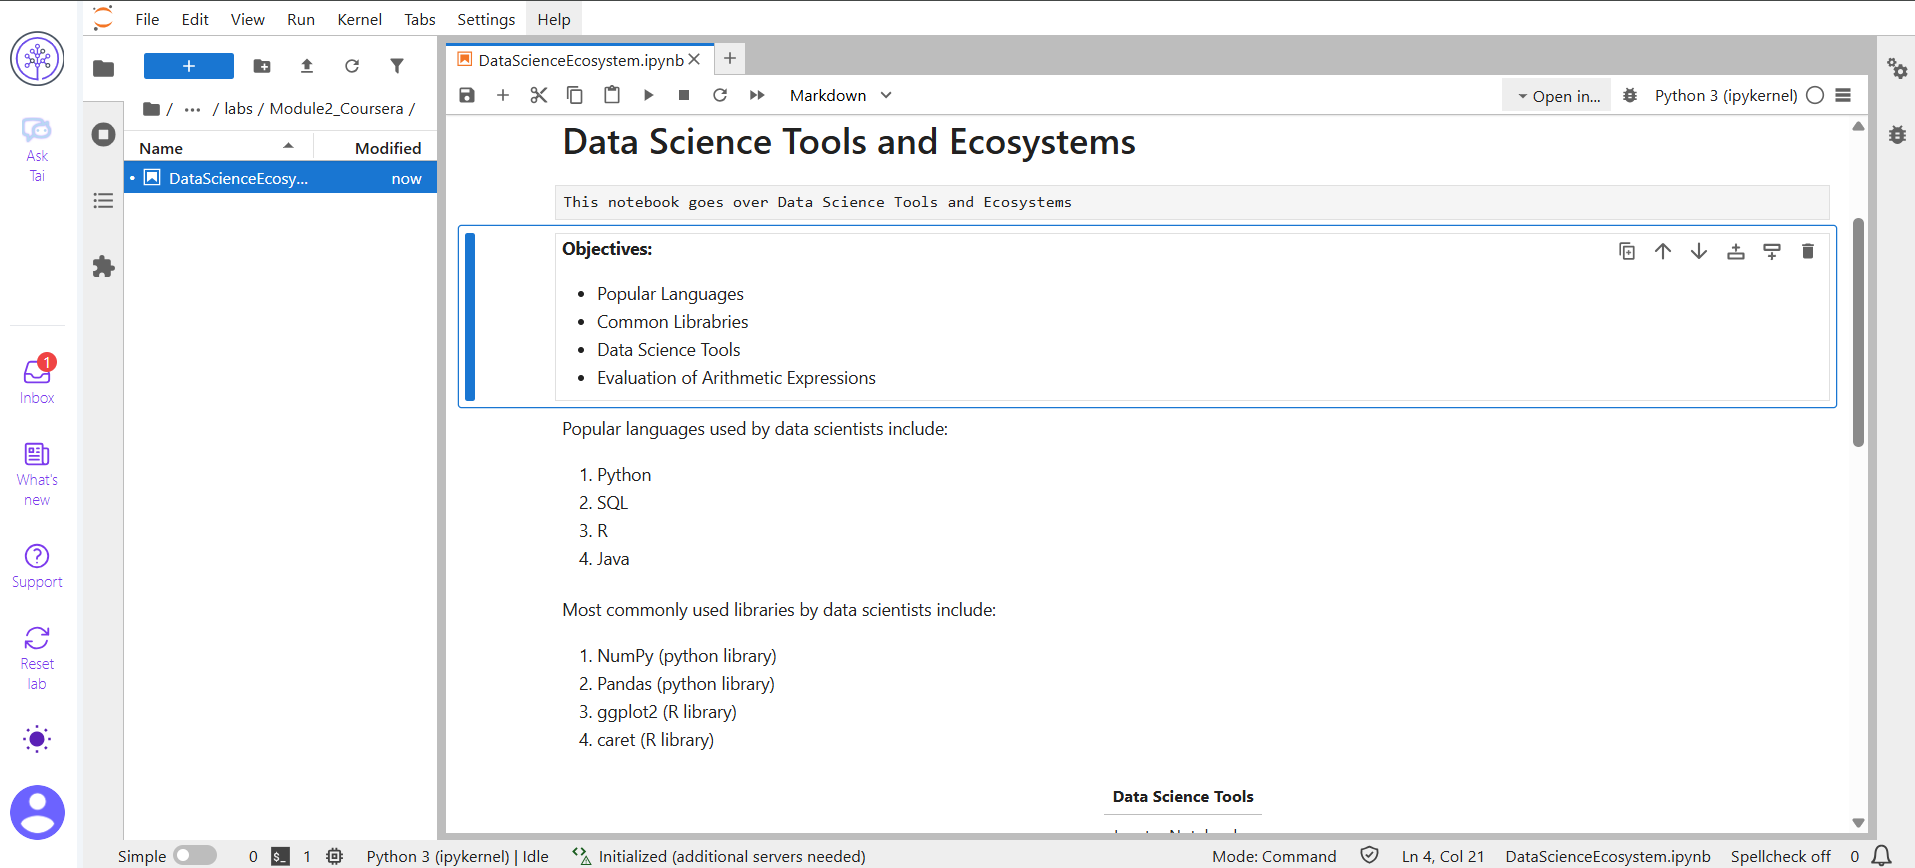 File Edit View Run Kernel Tabs Settings Help
Ask
Tai
1
Inbox
What's
new
Support
Reset
lab
/ ... / labs / Module2_Coursera /
Name Modified
DataScienceEcosy... now
DataScienceEcosystem.ipynb
Markdown Open in... Python 3 (ipykernel)
Data Science Tools and Ecosystems
This notebook goes over Data Science Tools and Ecosystems
Objectives:
• Popular Languages
• Common Librabries
• Data Science Tools
• Evaluation of Arithmetic Expressions
Popular languages used by data scientists include:
1. Python
2. SQL
3. R
4. Java
Most commonly used libraries by data scientists include:
1. NumPy (python library)
2. Pandas (python library)
3. ggplot2 (R library)
4. caret (R library)
Data Science Tools
Simple 0 $_ 1 Python 3 (ipykernel) | Idle Initialized (additional servers needed) Mode: Command Ln 4, Col 21 DataScienceEcosystem.ipynb Spellcheck off 0